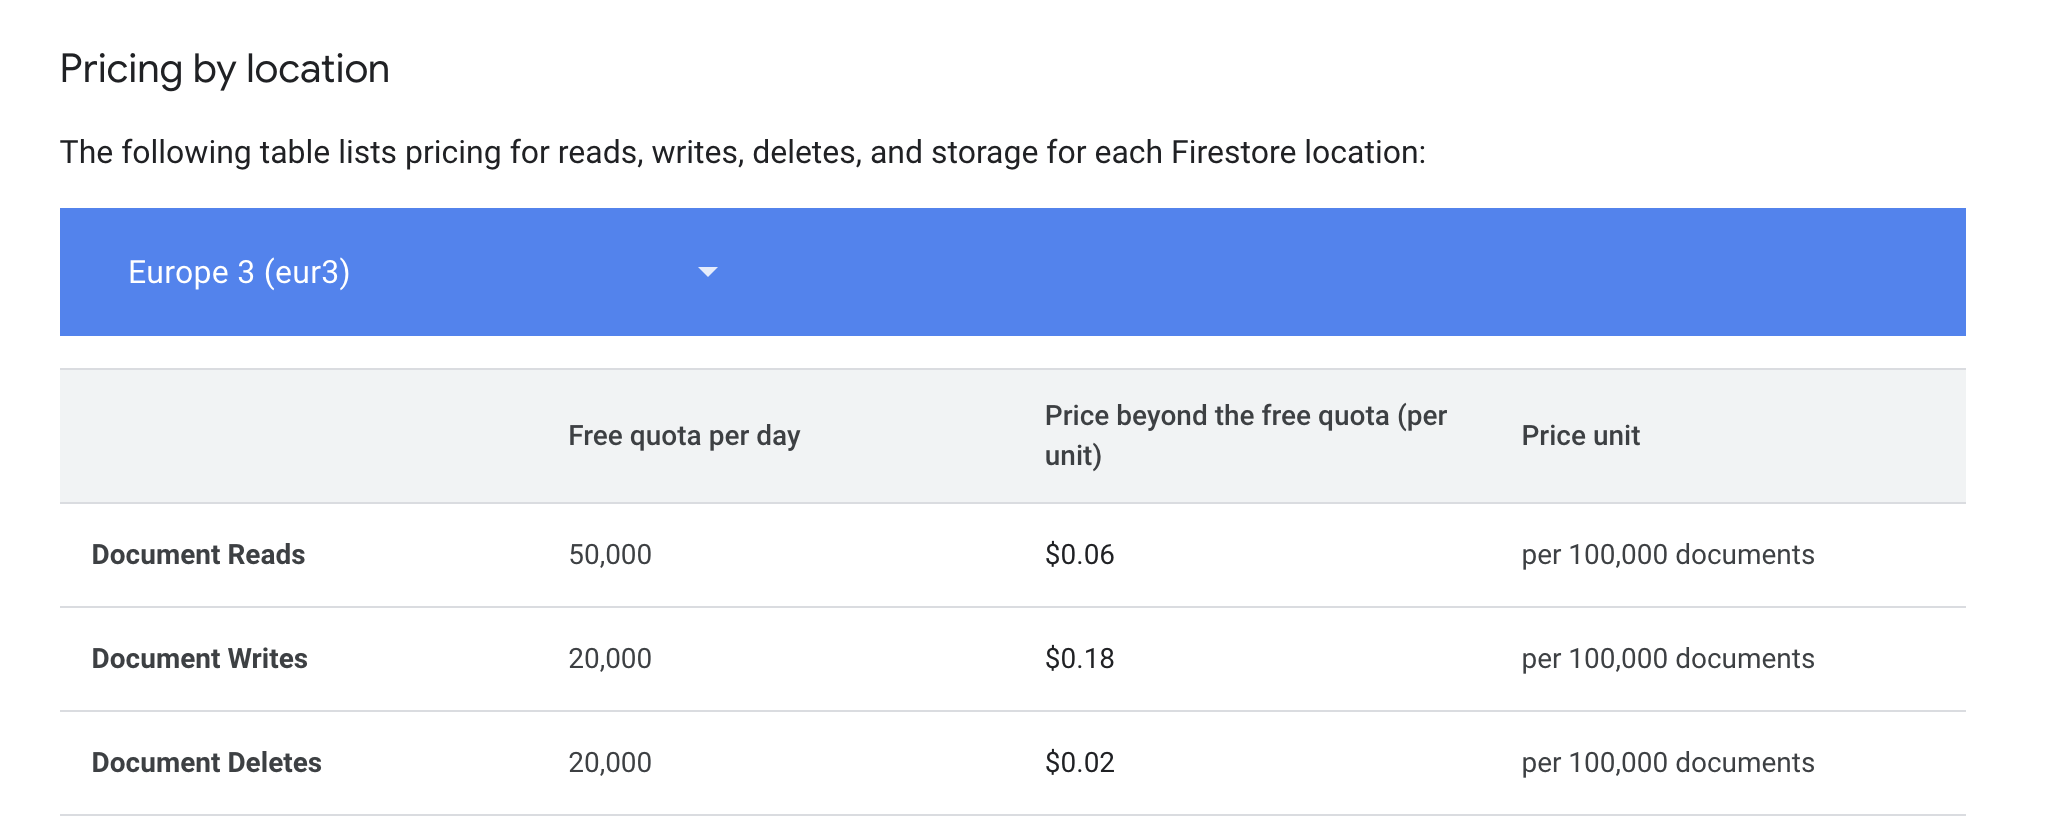 Pricing by location
The following table lists pricing for reads, writes, deletes, and storage for each Firestore location:
Europe 3 (eur3)
Free quota per day
Price beyond the free quota (per
unit)
Price unit
Document Reads 50,000 $0.06 per 100,000 documents
Document Writes 20,000 $0.18 per 100,000 documents
Document Deletes 20,000 $0.02 per 100,000 documents